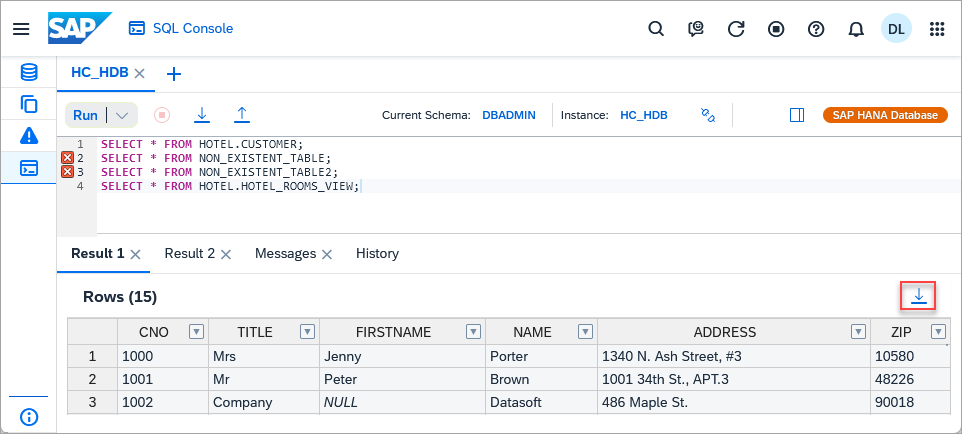 SAP SQL Console DL
HC_HDB
Run Current Schema: DBADMIN Instance: HC_HDB SAP HANA Database
1 SELECT * FROM HOTEL.CUSTOMER;
2 SELECT * FROM NON_EXISTENT_TABLE;
3 SELECT * FROM NON_EXISTENT_TABLE2;
4 SELECT * FROM HOTEL.HOTEL_ROOMS_VIEW;
Result 1 Result 2 Messages History
Rows (15)
CNO TITLE FIRSTNAME NAME ADDRESS ZIP
1 1000 Mrs Jenny Porter 1340 N. Ash Street, #3 10580
2 1001 Mr Peter Brown 1001 34th St., APT.3 48226
3 1002 Company NULL Datasoft 486 Maple St. 90018